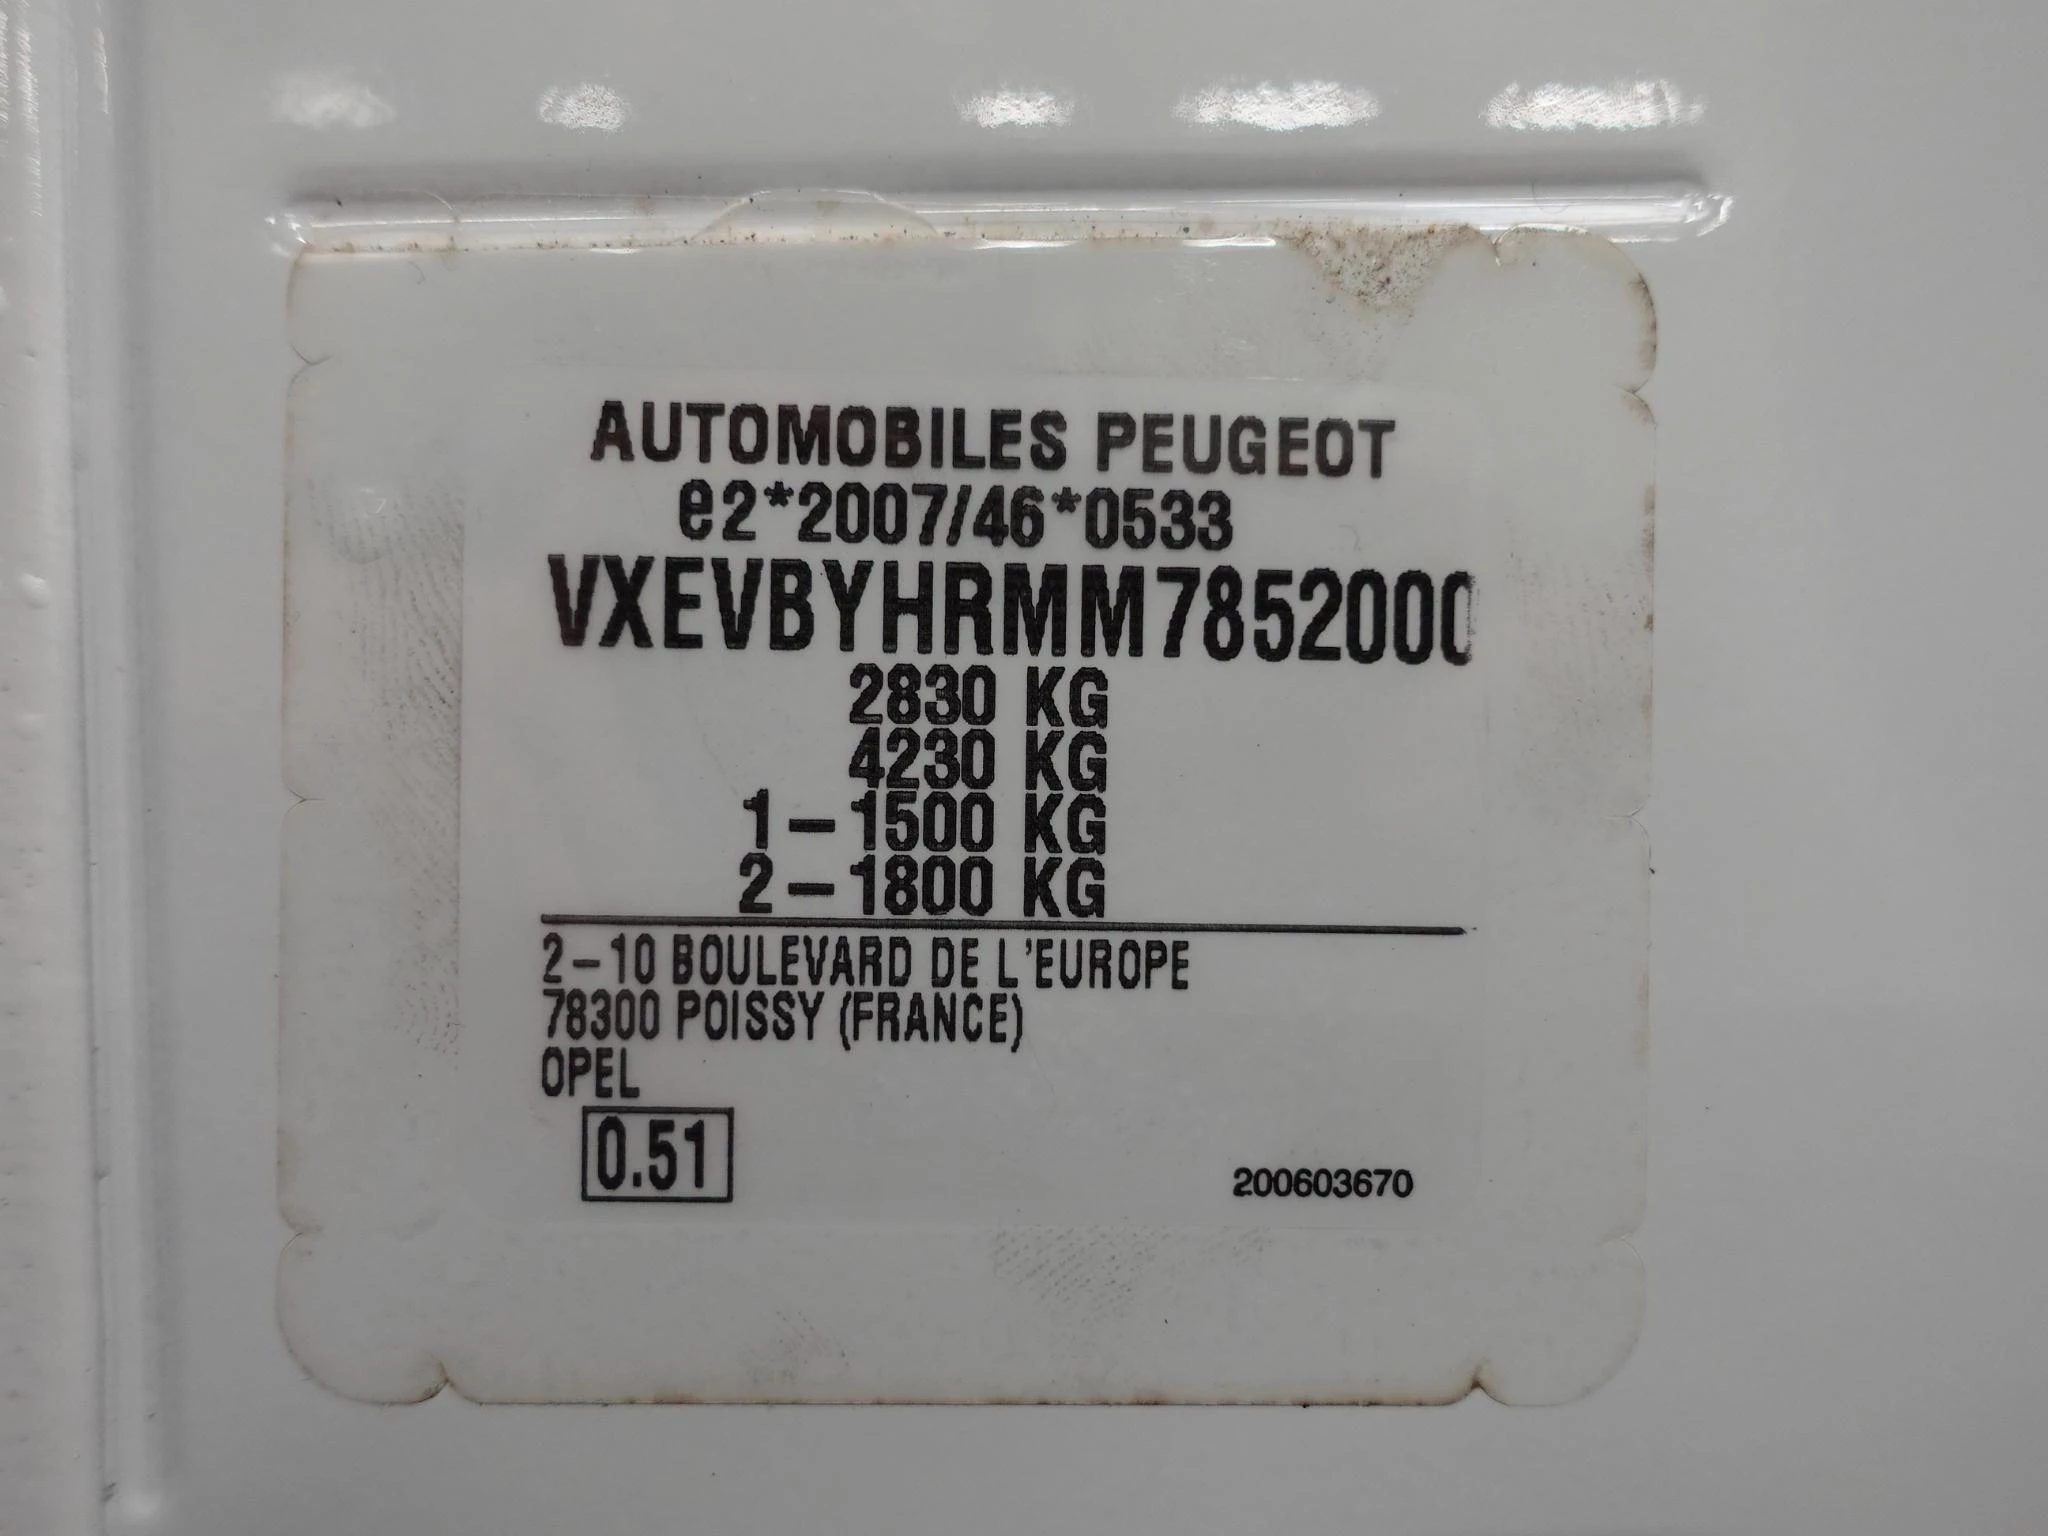 AUTOMOBILES PEUGEOT
e2*2007/46*0533
VXEVBYHRMM7852000
2830 KG
4230 KG
1–1500 KG
2–1800 KG
2–10 BOULEVARD DE L'EUROPE
78300 POISSY (FRANCE)
OPEL
0.51
200603670